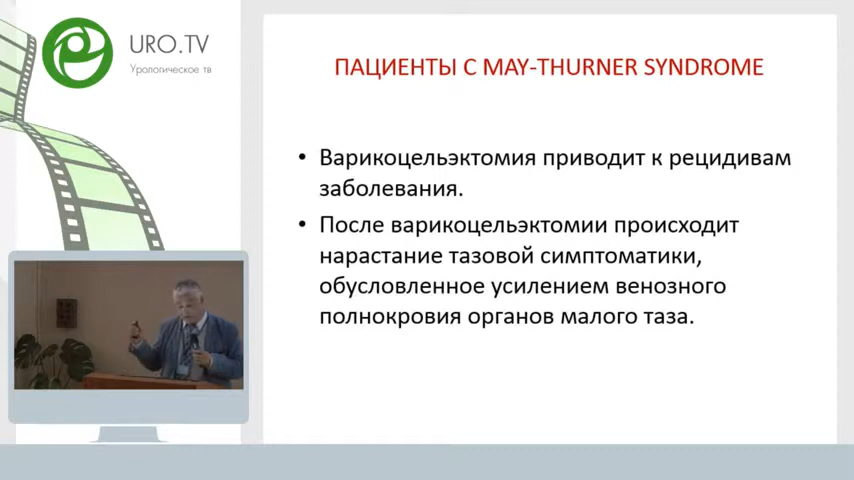 URO.TV
Урологическое тв
ПАЦИЕНТЫ С MAY-THURNER SYNDROME
• Варикоцельэктомия приводит к рецидивам
заболевания.
• После варикоцельэктомии происходит
нарастание тазовой симптоматики,
обусловленное усилением венозного
полнокровия органов малого таза.